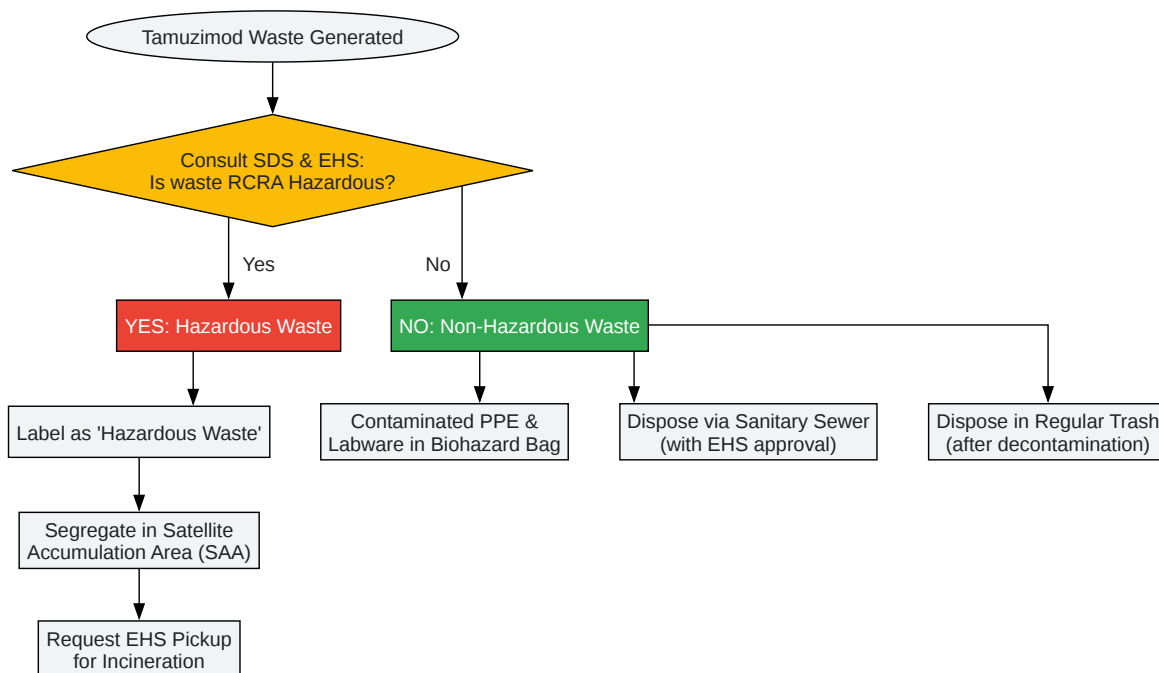 Tamuzimod Waste Generated
Consult SDS & EHS:
Is waste RCRA Hazardous?
Yes
No
YES: Hazardous Waste
NO: Non-Hazardous Waste
Label as 'Hazardous Waste'
Contaminated PPE &
Labware in Biohazard Bag
Dispose via Sanitary Sewer
(with EHS approval)
Dispose in Regular Trash
(after decontamination)
Segregate in Satellite
Accumulation Area (SAA)
Request EHS Pickup
for Incineration